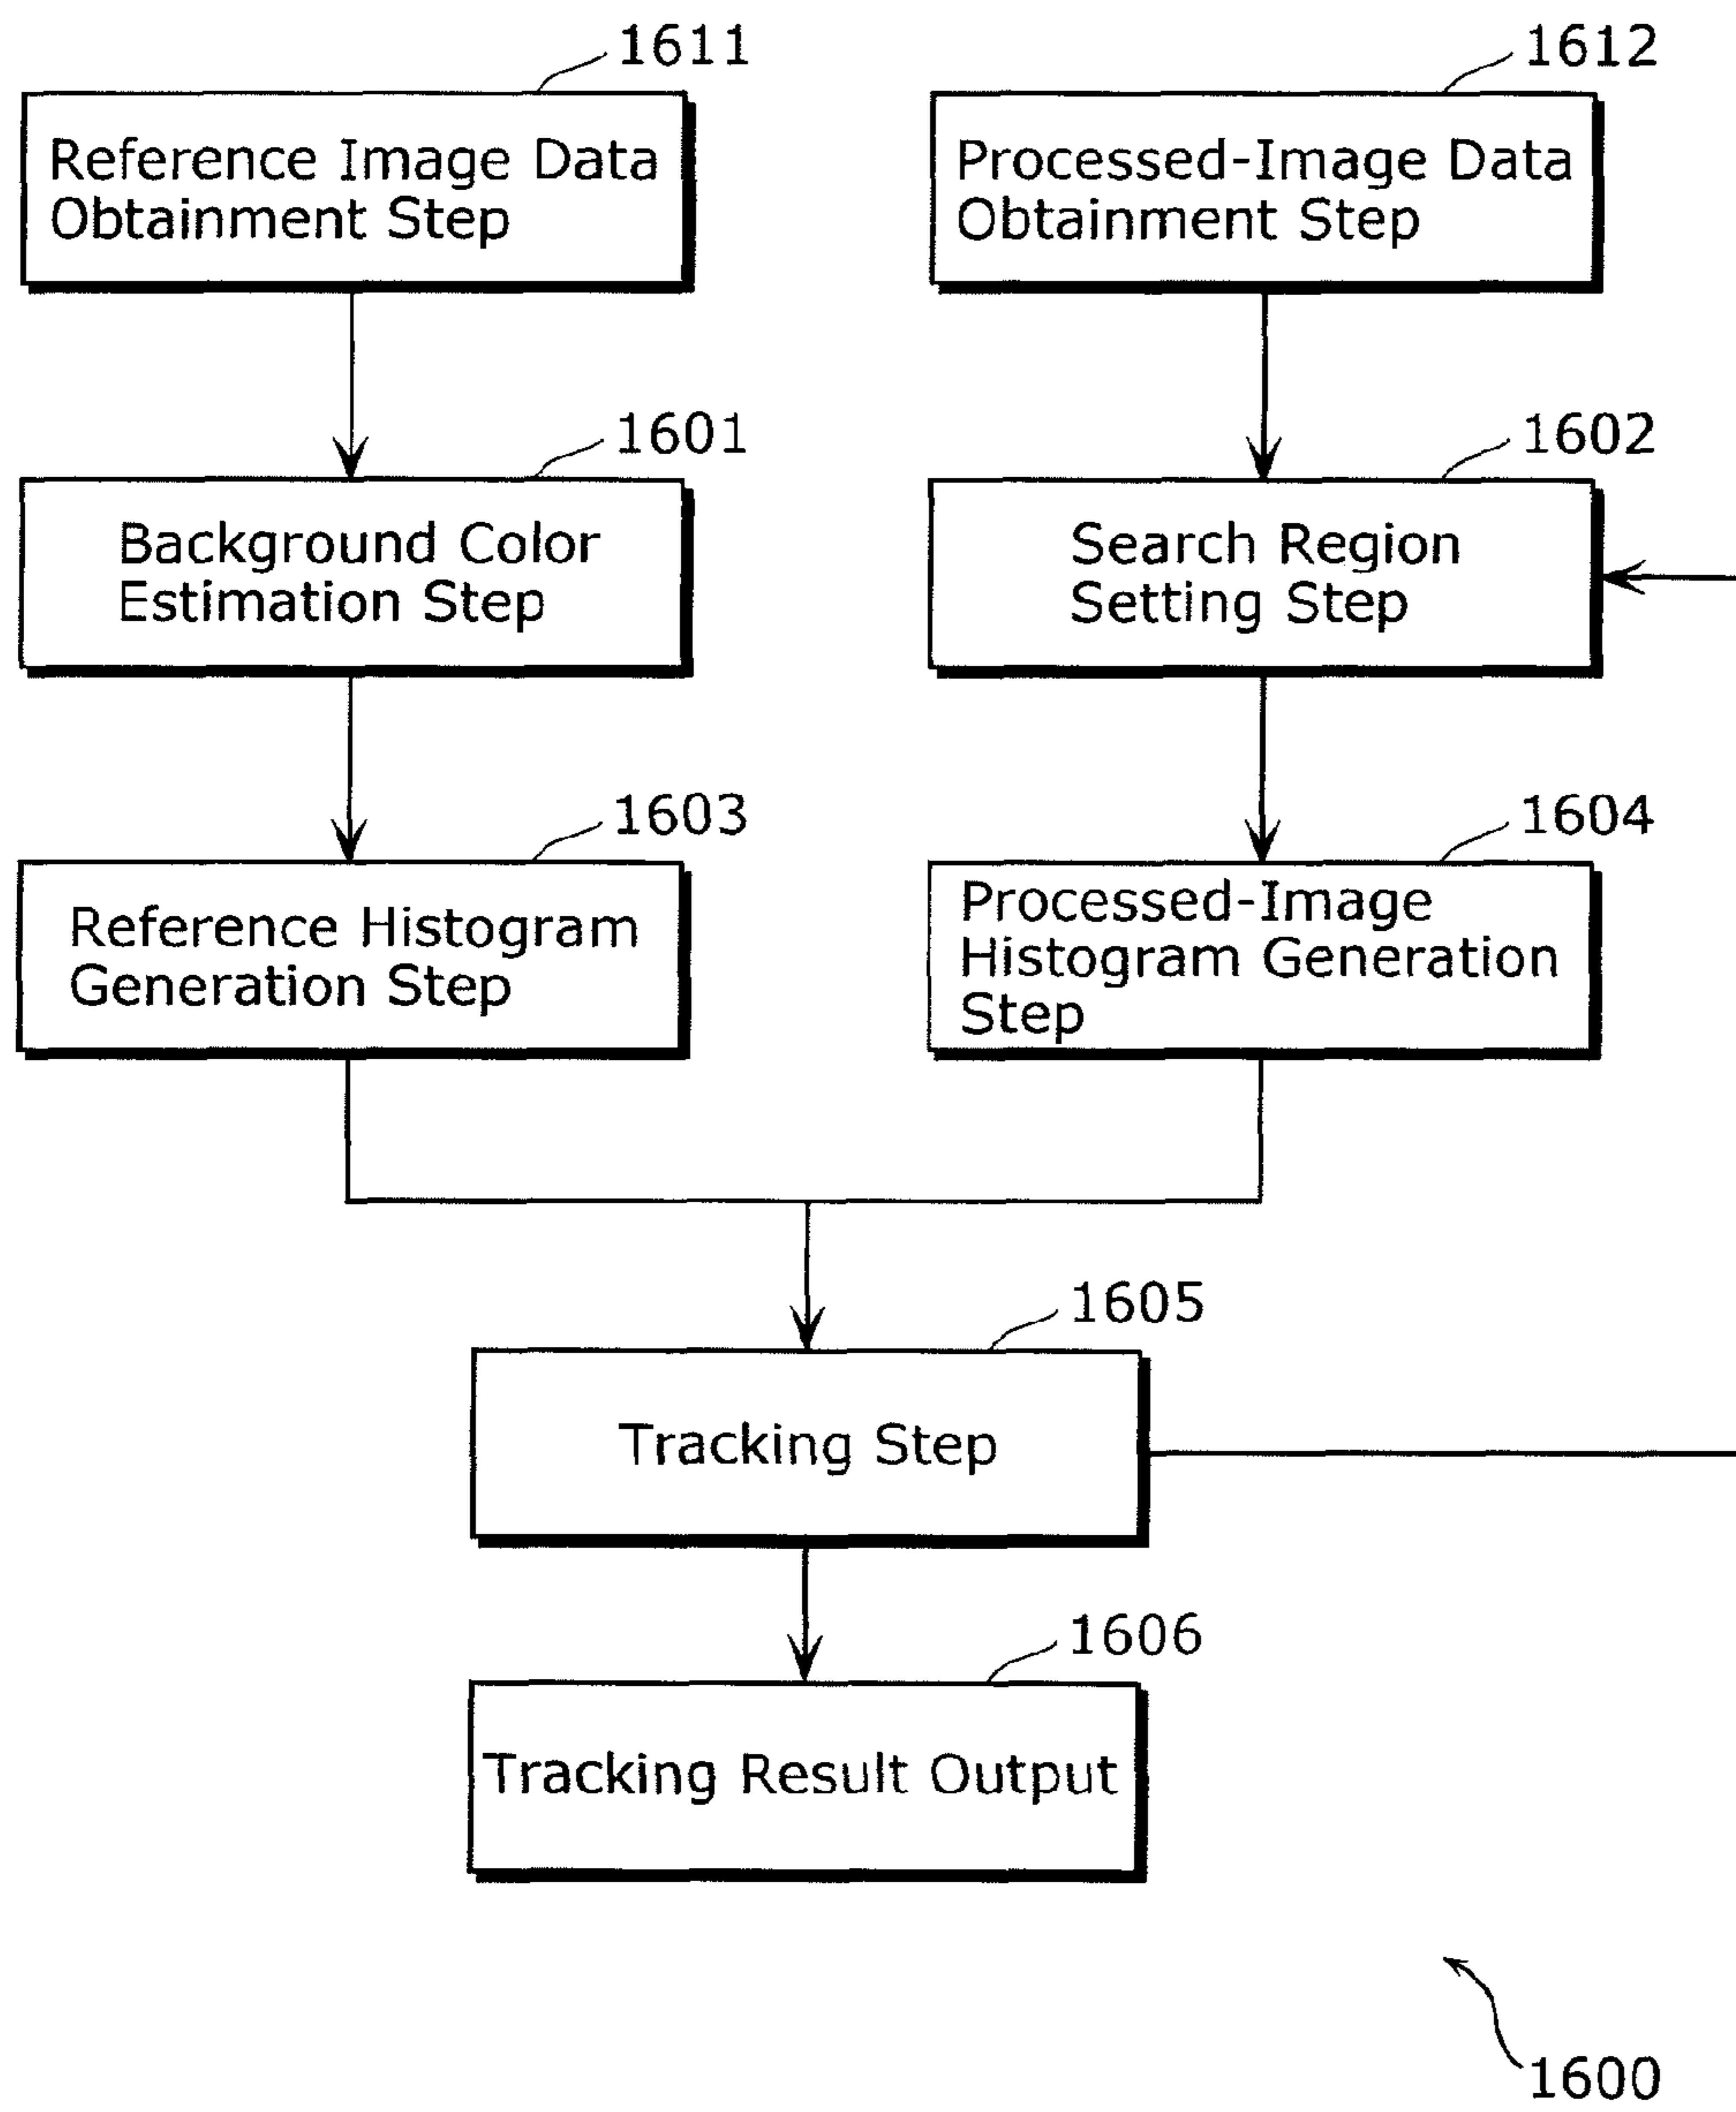 1611
Reference Image Data
Obtainment Step
1612
Processed-Image Data
Obtainment Step
1601
Background Color
Estimation Step
1602
Search Region
Setting Step
1603
Reference Histogram
Generation Step
1604
Processed-Image
Histogram Generation
Step
1605
Tracking Step
1606
Tracking Result Output
1600